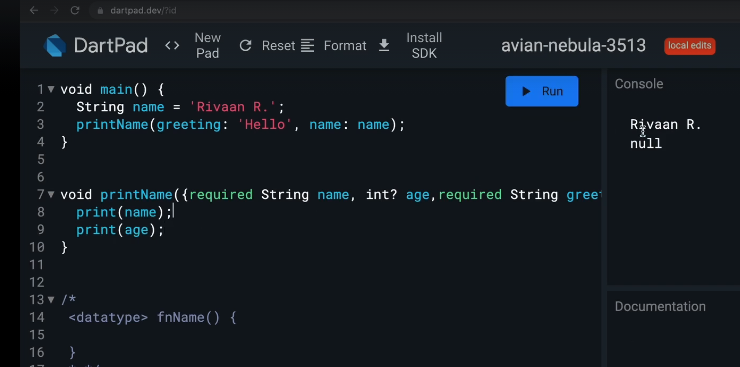 dartpad.dev/?id
DartPad <> New Pad Reset Format Install SDK avian-nebula-3513 local edits
Run
1 void main() {
2 String name = 'Rivaan R.';
3 printName(greeting: 'Hello', name: name);
4 }
5
6
7 void printName({required String name, int? age,required String greet
8 print(name);
9 print(age);
10 }
11
12
13 /*
14 <datatype> fnName() {
15
16 }
Console
Rivaan R.
null
Documentation